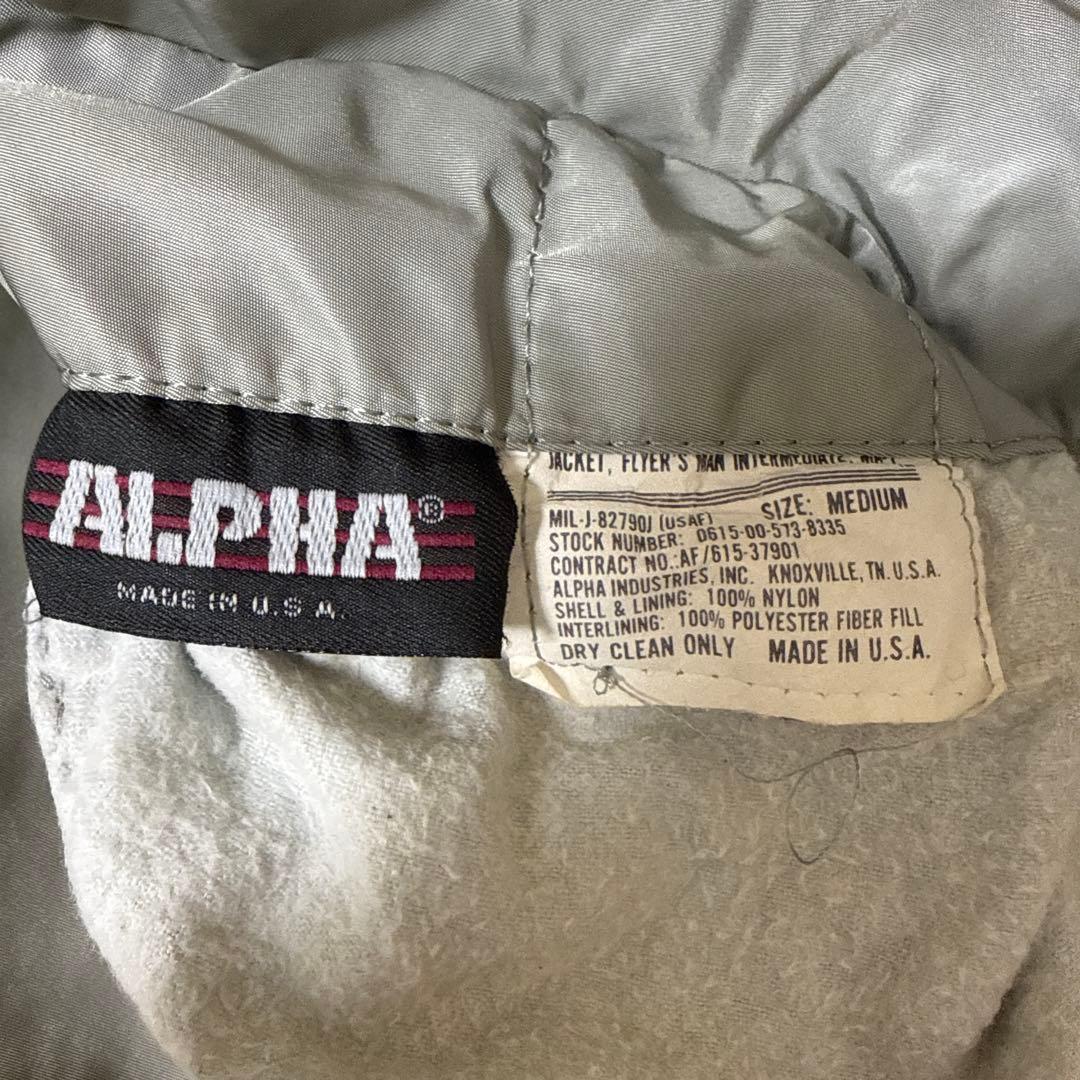 ALPHA®
MADE IN U.S.A.
JACKET, FLYER'S MAN INTERMEDIATE.
SIZE: MEDIUM
MIL-J-82790J (USAF)
STOCK NUMBER: 0615-00-573-8335
CONTRACT NO.:AF/615-37901
ALPHA INDUSTRIES, INC. KNOXVILLE, TN. U.S.A.
SHELL & LINING: 100% NYLON
INTERLINING: 100% POLYESTER FIBER FILL
DRY CLEAN ONLY MADE IN U.S.A.